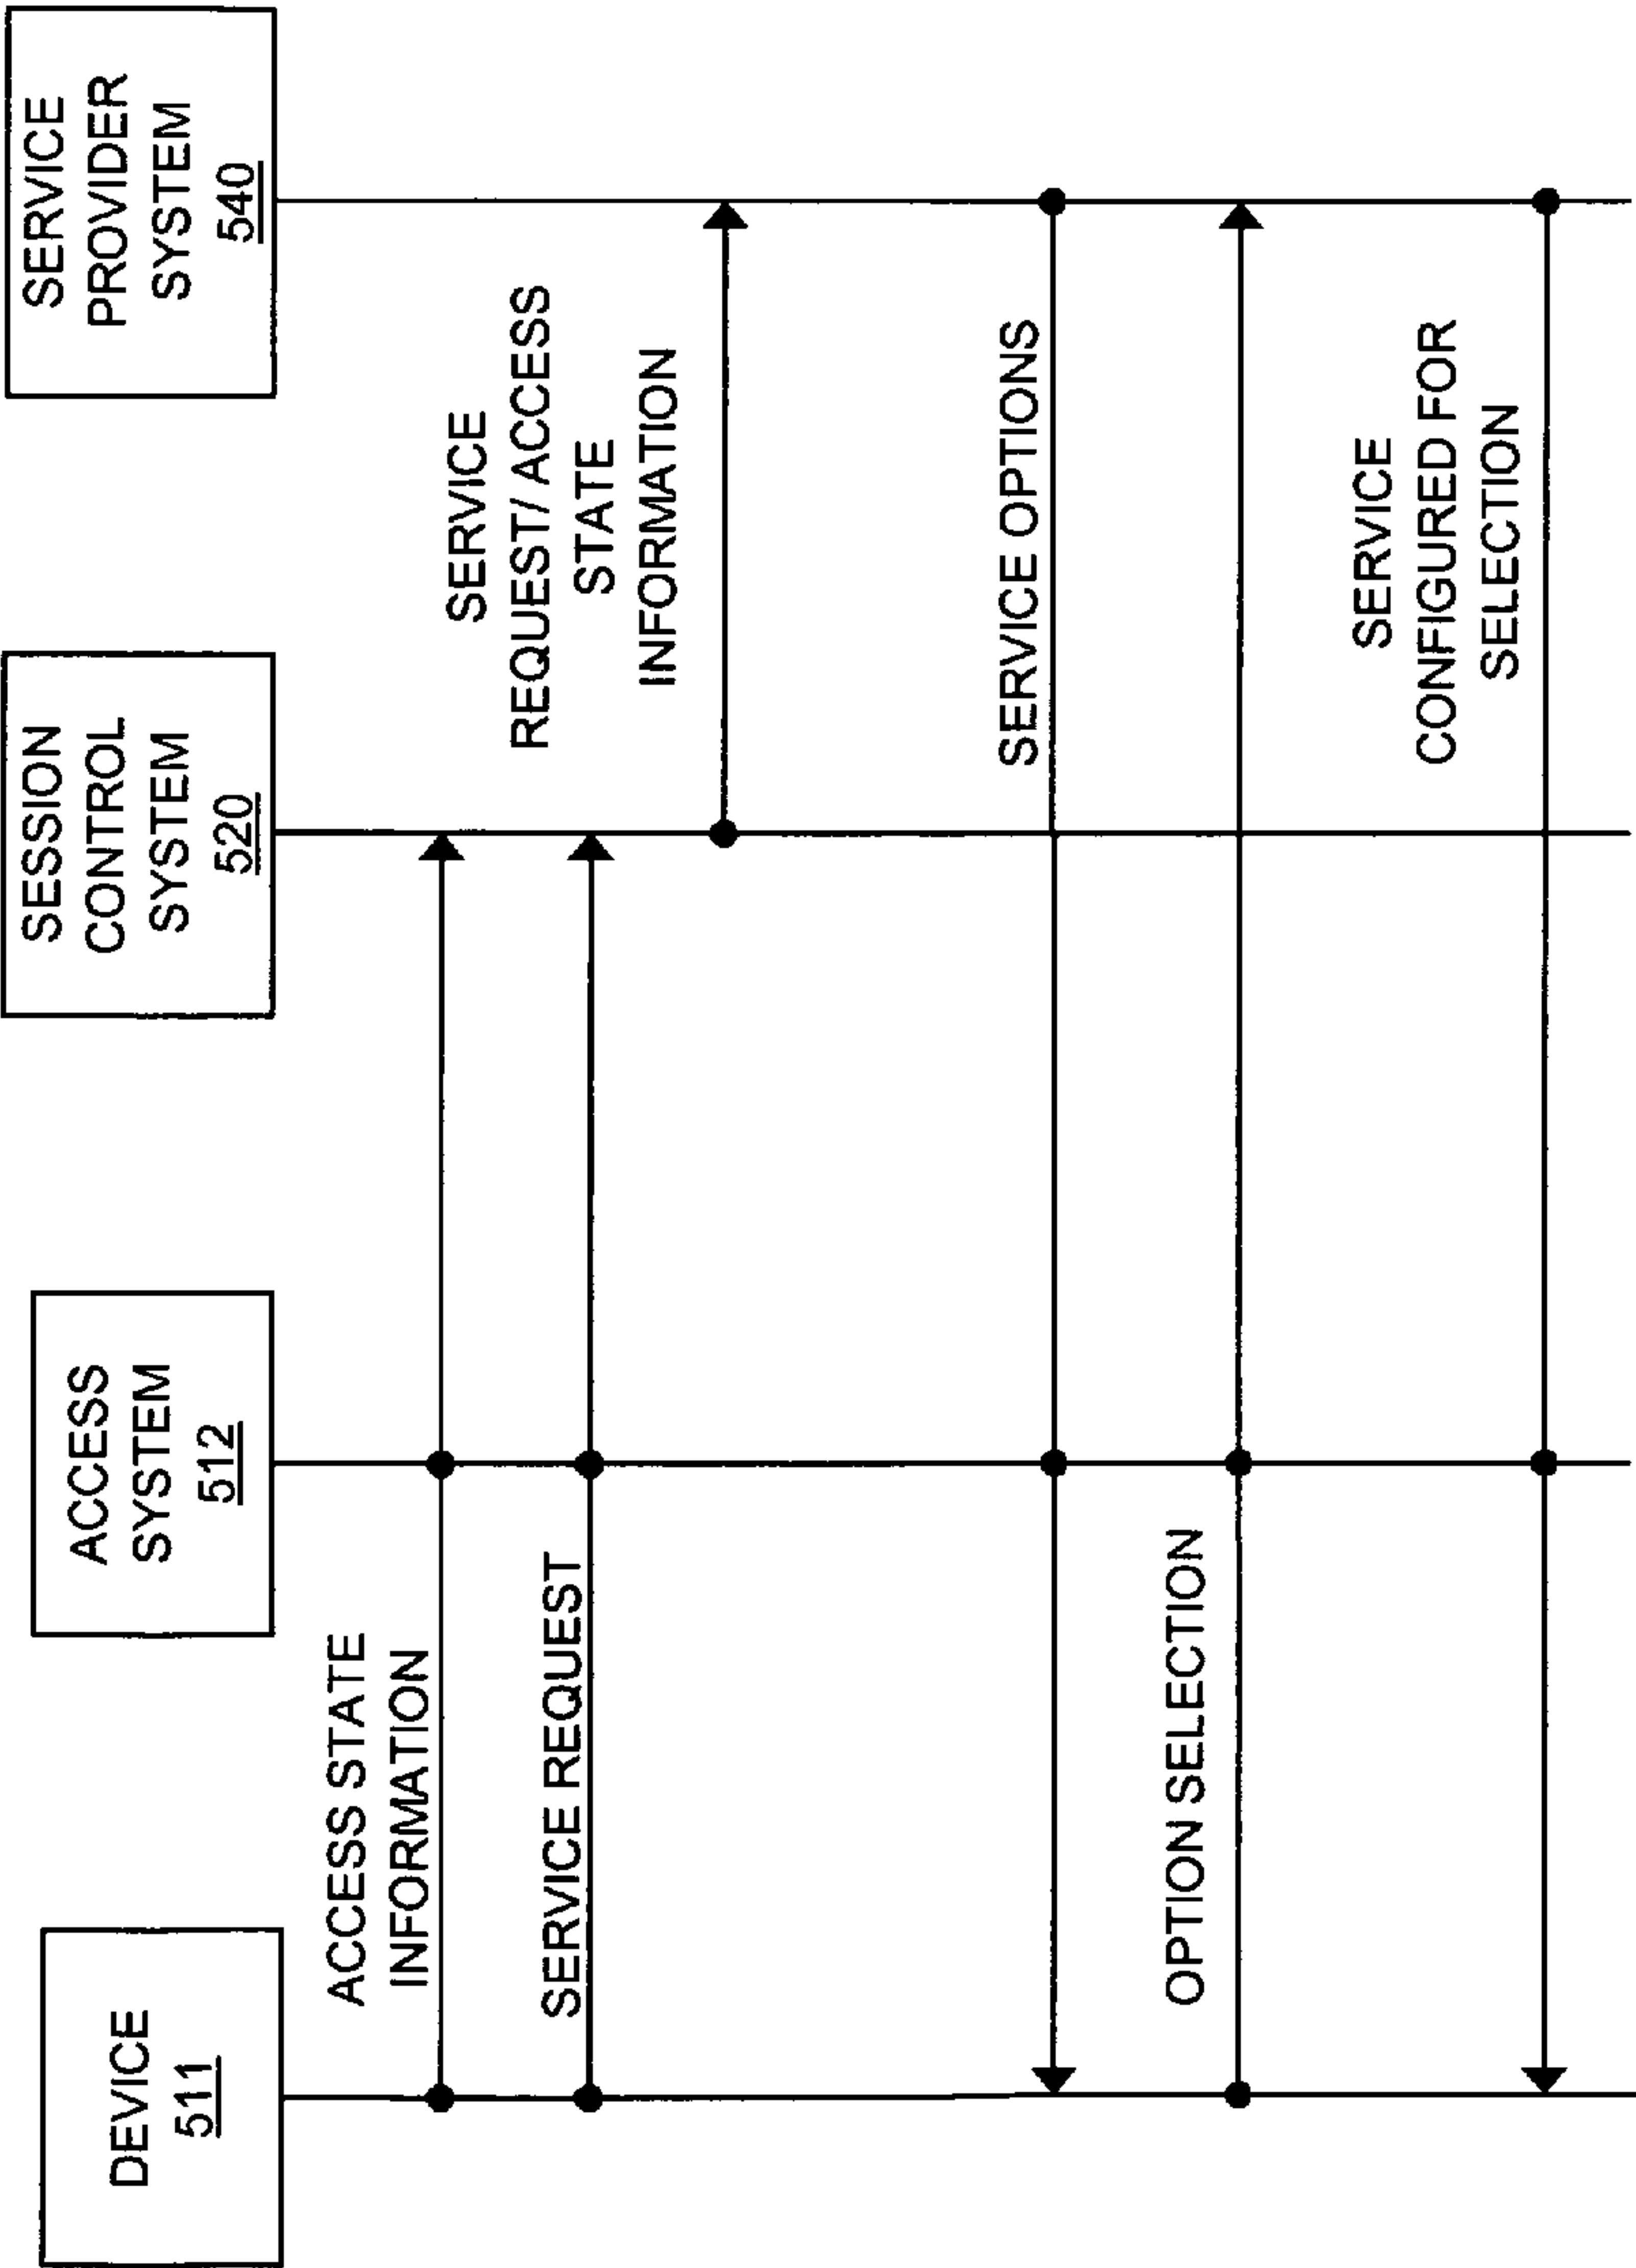 DEVICE
511
ACCESS
SYSTEM
512
SESSION
CONTROL
SYSTEM
520
SERVICE
PROVIDER
SYSTEM
540
ACCESS STATE
INFORMATION
SERVICE REQUEST
SERVICE
REQUEST/ ACCESS
STATE
INFORMATION
SERVICE OPTIONS
OPTION SELECTION
SERVICE
CONFIGURED FOR
SELECTION